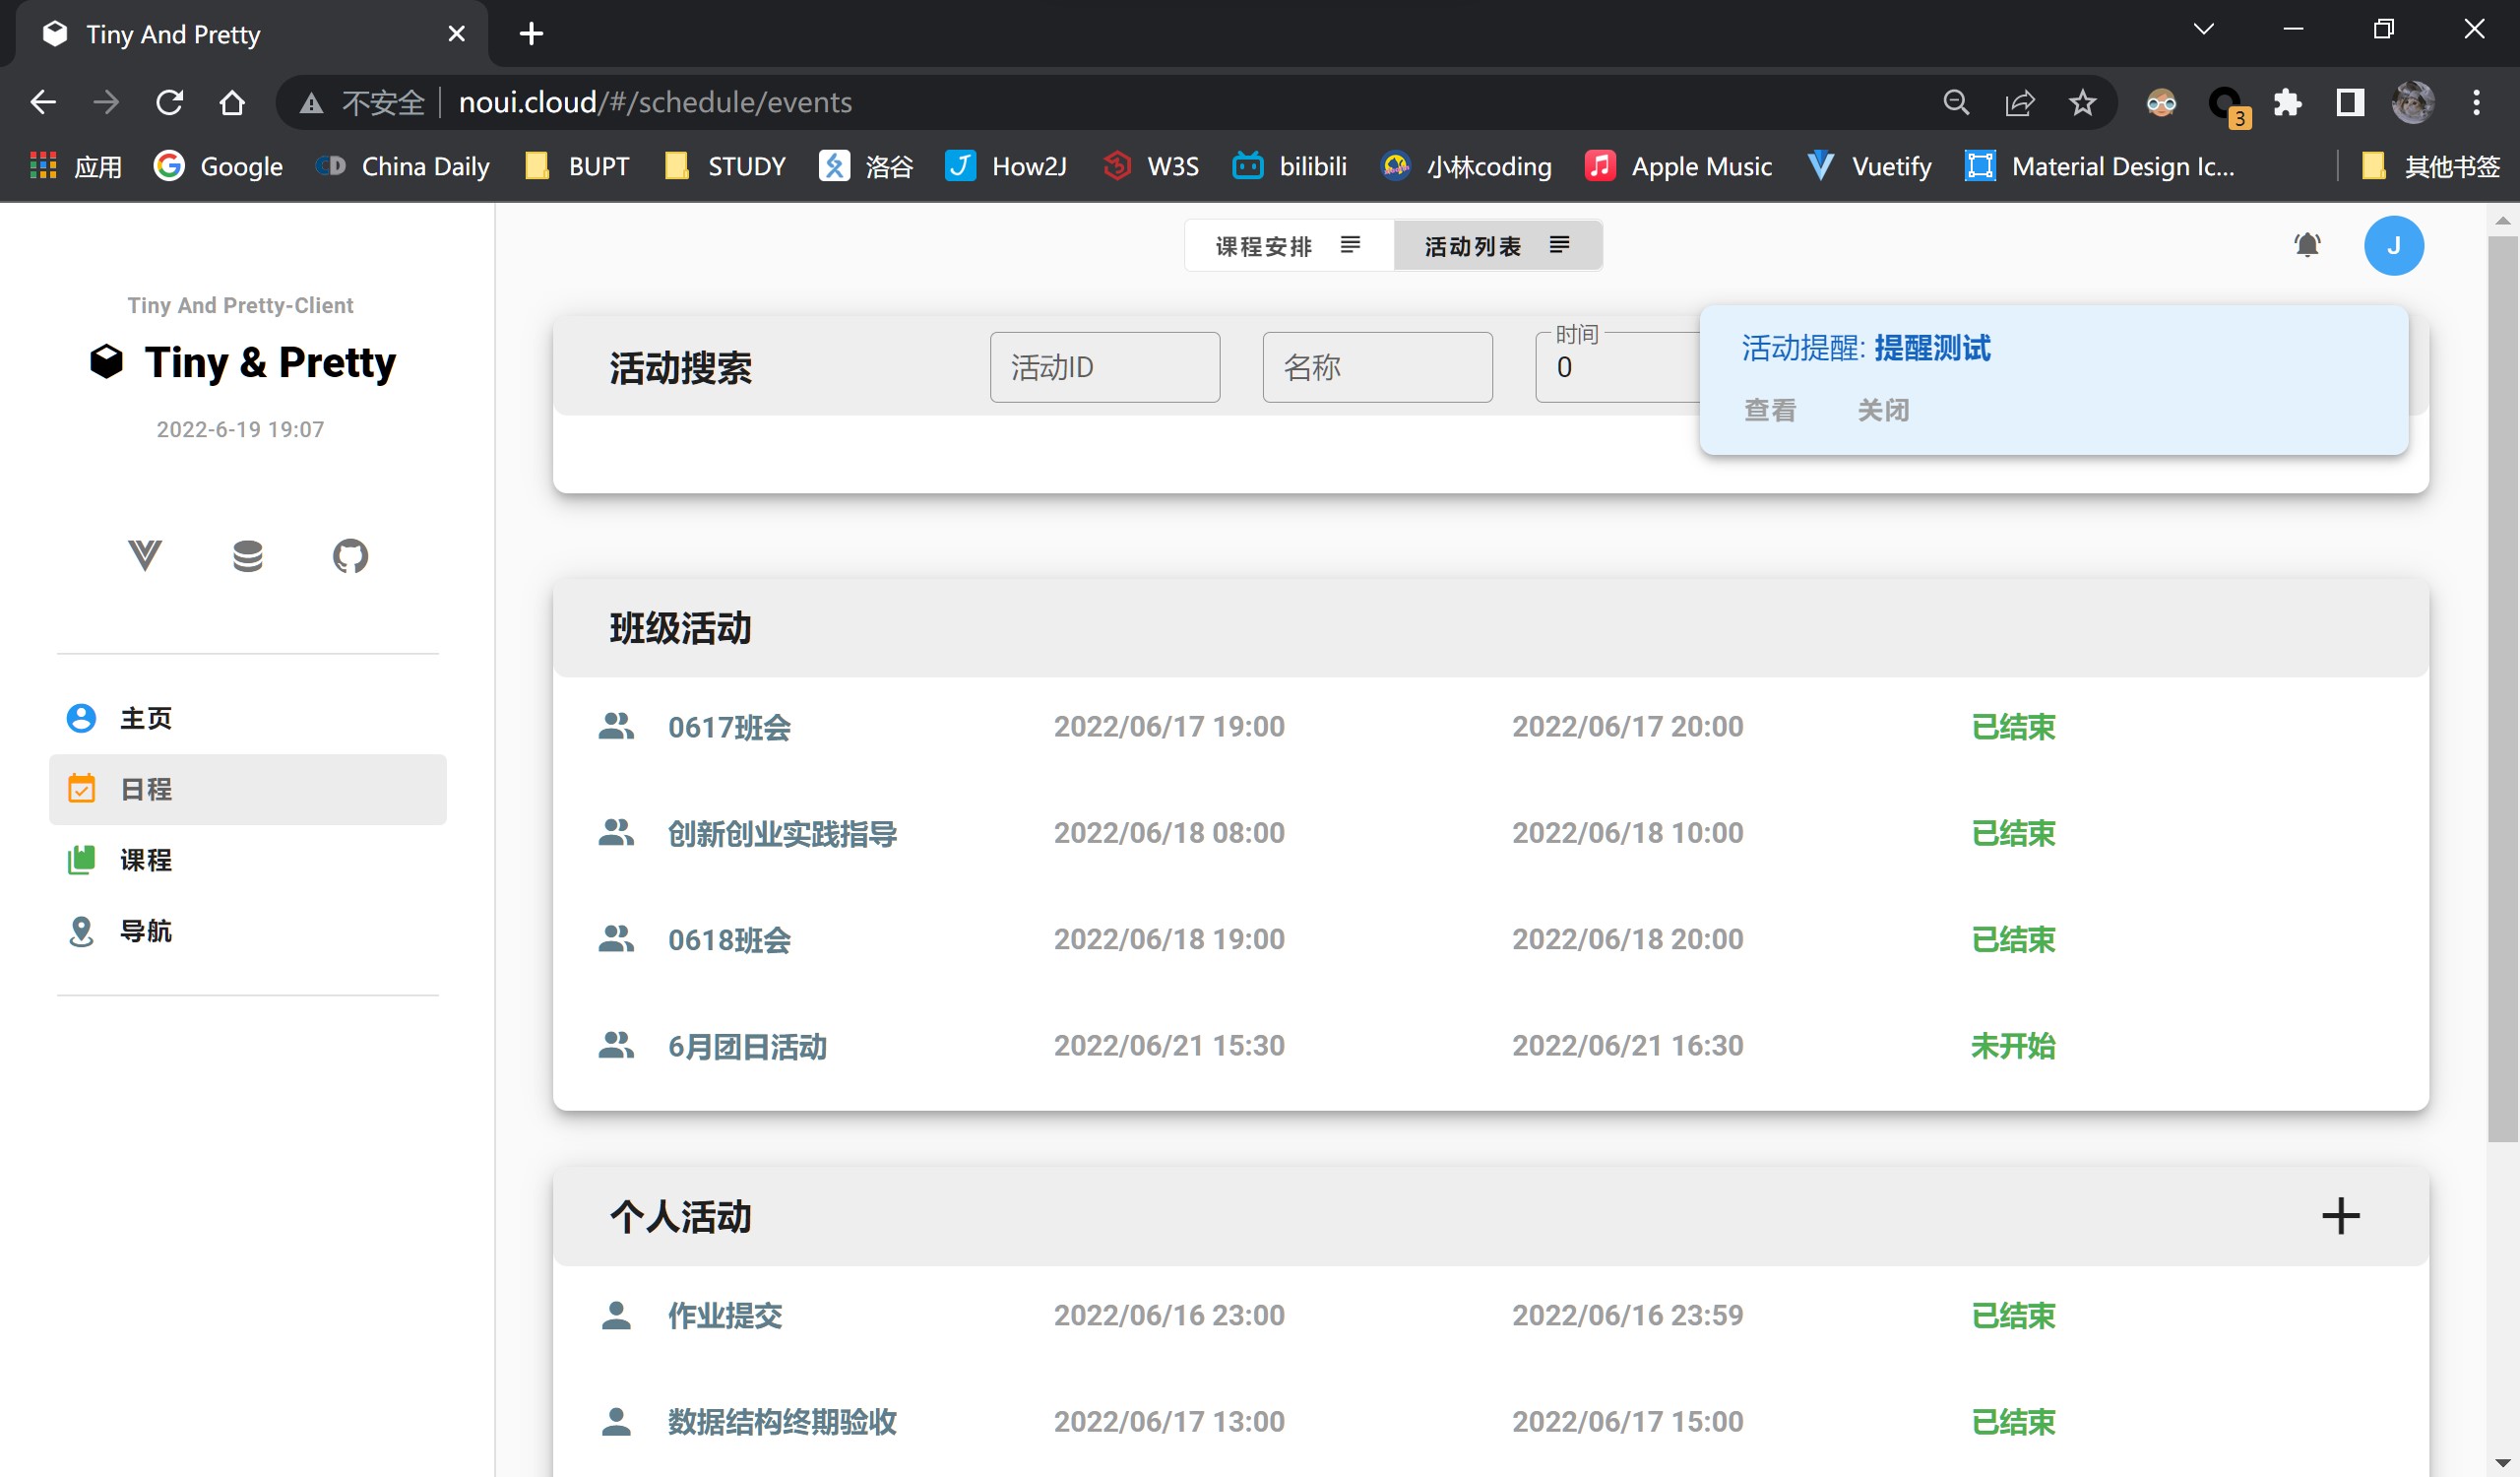 Tiny And Pretty
不安全 noui.cloud/#/schedule/events
3
应用 Google China Daily BUPT STUDY 洛谷 How2J W3S bilibili 小林coding Apple Music Vuetify Material Design Ic... 其他书签
课程安排 活动列表 J
Tiny And Pretty-Client
Tiny & Pretty
2022-6-19 19:07
主页
日程
课程
导航
活动搜索 活动ID 名称 时间 0
活动提醒: 提醒测试
查看 关闭
班级活动
0617班会 2022/06/17 19:00 2022/06/17 20:00 已结束
创新创业实践指导 2022/06/18 08:00 2022/06/18 10:00 已结束
0618班会 2022/06/18 19:00 2022/06/18 20:00 已结束
6月团日活动 2022/06/21 15:30 2022/06/21 16:30 未开始
个人活动
作业提交 2022/06/16 23:00 2022/06/16 23:59 已结束
数据结构终期验收 2022/06/17 13:00 2022/06/17 15:00 已结束